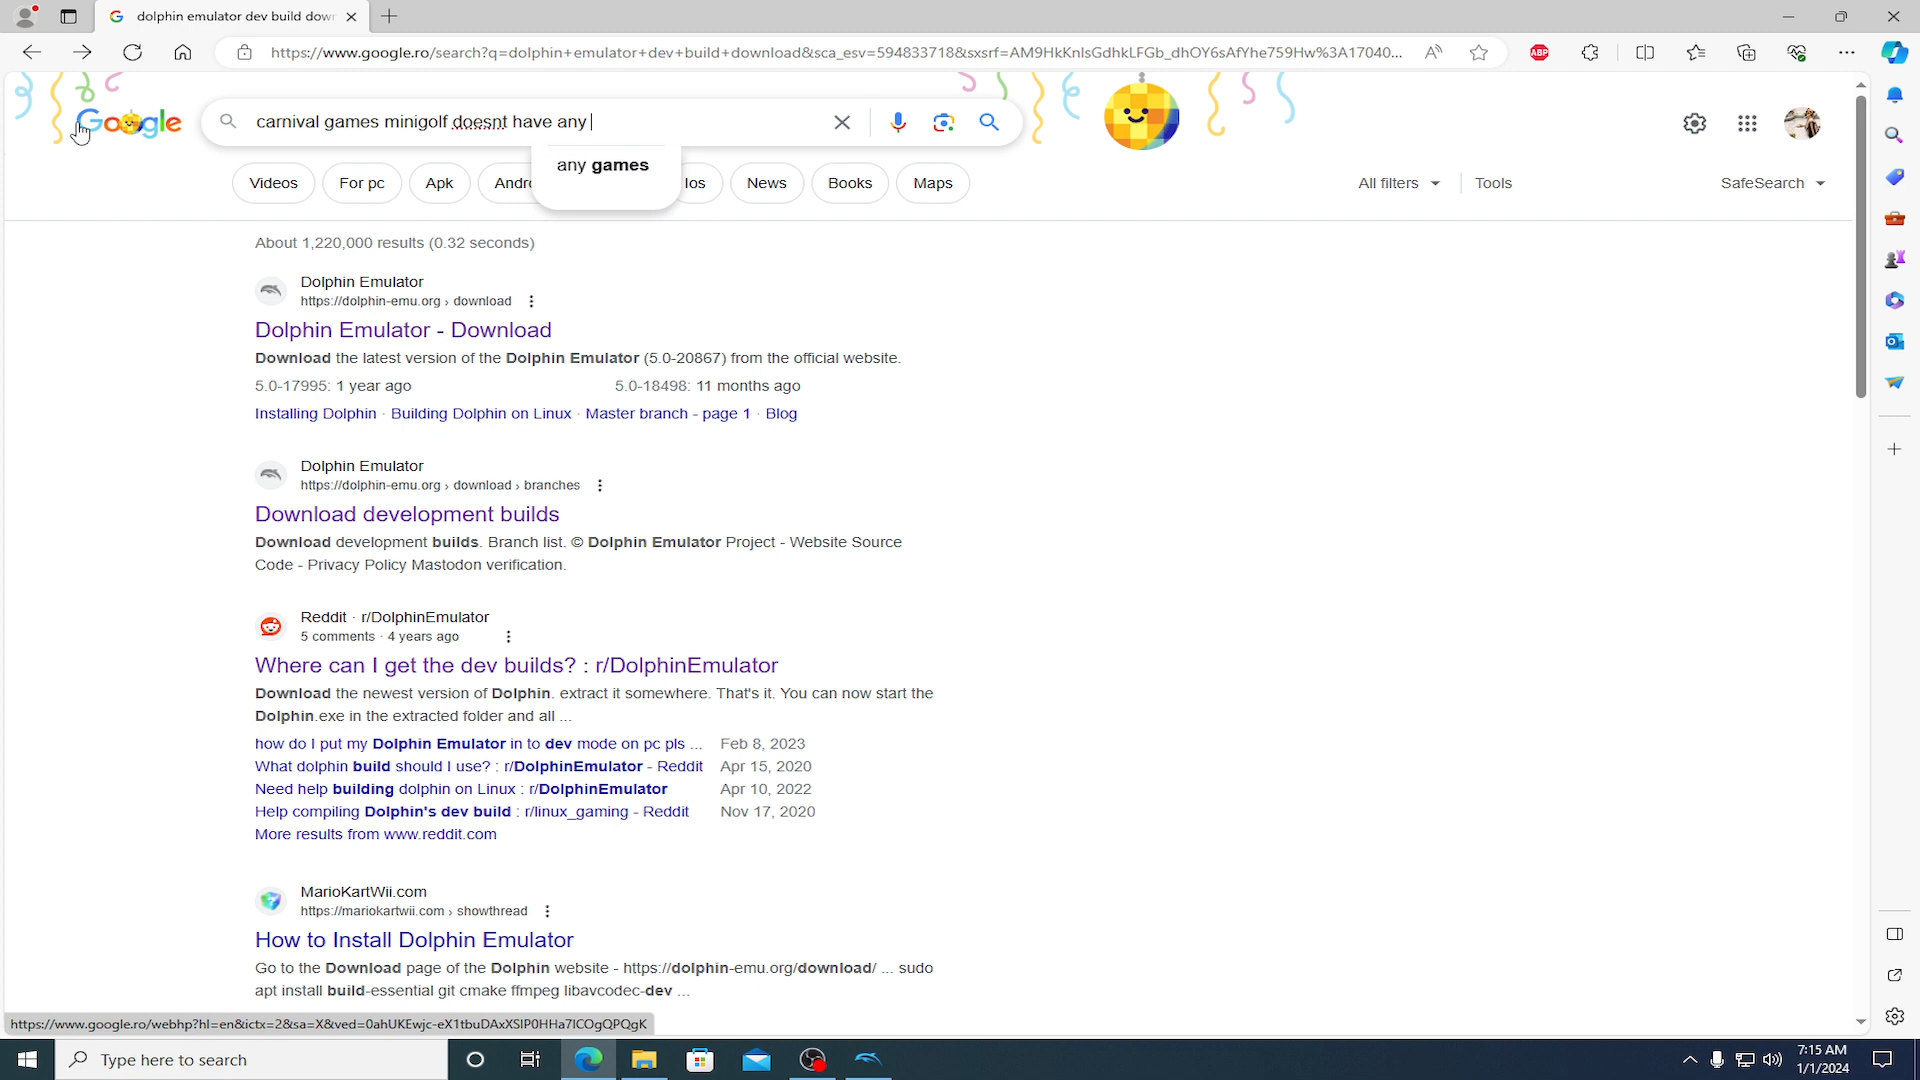 dolphin emulator dev build dow
https://www.google.ro/search?q=dolphin+emulator+dev+build+download&sca_esv=594833718&sxsrf=AM9HkKnlsGdhkLFGb_dhOY6sAfYhe759Hw%3A17040...
ABP
Google
carnival games minigolf doesnt have any
any games
Videos
For pc
Apk
Andr
Ios
News
Books
Maps
All filters
Tools
SafeSearch
About 1,220,000 results (0.32 seconds)
Dolphin Emulator
https://dolphin-emu.org › download
Dolphin Emulator - Download
Download the latest version of the Dolphin Emulator (5.0-20867) from the official website.
5.0-17995: 1 year ago
5.0-18498: 11 months ago
Installing Dolphin · Building Dolphin on Linux · Master branch - page 1 · Blog
Dolphin Emulator
https://dolphin-emu.org › download › branches
Download development builds
Download development builds. Branch list. © Dolphin Emulator Project - Website Source
Code - Privacy Policy Mastodon verification.
Reddit · r/DolphinEmulator
5 comments · 4 years ago
Where can I get the dev builds? : r/DolphinEmulator
Download the newest version of Dolphin. extract it somewhere. That's it. You can now start the
Dolphin.exe in the extracted folder and all ...
how do I put my Dolphin Emulator in to dev mode on pc pls ... Feb 8, 2023
What dolphin build should I use? : r/DolphinEmulator - Reddit Apr 15, 2020
Need help building dolphin on Linux : r/DolphinEmulator Apr 10, 2022
Help compiling Dolphin's dev build : r/linux_gaming - Reddit Nov 17, 2020
More results from www.reddit.com
MarioKartWii.com
https://mariokartwii.com › showthread
How to Install Dolphin Emulator
Go to the Download page of the Dolphin website - https://dolphin-emu.org/download/ ... sudo
apt install build-essential git cmake ffmpeg libavcodec-dev ...
https://www.google.ro/webhp?hl=en&ictx=2&sa=X&ved=0ahUKEwjc-eX1tbuDAxXSIP0HHa7ICOgQPQgK
Type here to search
7:15 AM
1/1/2024